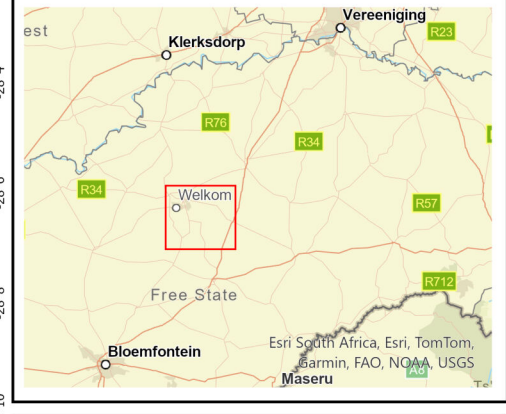 Vereeniging
R23
est
Klerksdorp
R76
R34
R34
Welkom
R57
R712
Free State
Esri South Africa, Esri, TomTom,
Garmin, FAO, NOAA, USGS
Bloemfontein
Maseru
A8